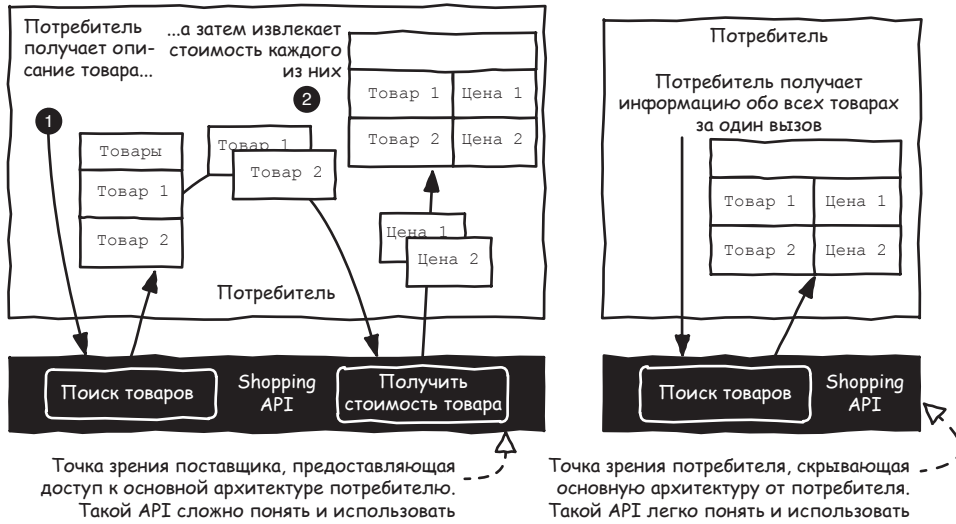 Потребитель
получает опи-
сание товара...
...а затем извлекает
стоимость каждого
из них
2
1
Товары
Товар 1
Товар 2
Товар 1
Товар 2
Товар 1 Цена 1
Товар 2 Цена 2
Цена 1
Цена 2
Потребитель
Поиск товаров
Shopping
API
Получить
стоимость товара
Точка зрения поставщика, предоставляющая
доступ к основной архитектуре потребителю.
Такой API сложно понять и использовать
Потребитель
Потребитель получает
информацию обо всех товарах
за один вызов
Товар 1 Цена 1
Товар 2 Цена 2
Поиск товаров
Shopping
API
Точка зрения потребителя, скрывающая
основную архитектуру от потребителя.
Такой API легко понять и использовать